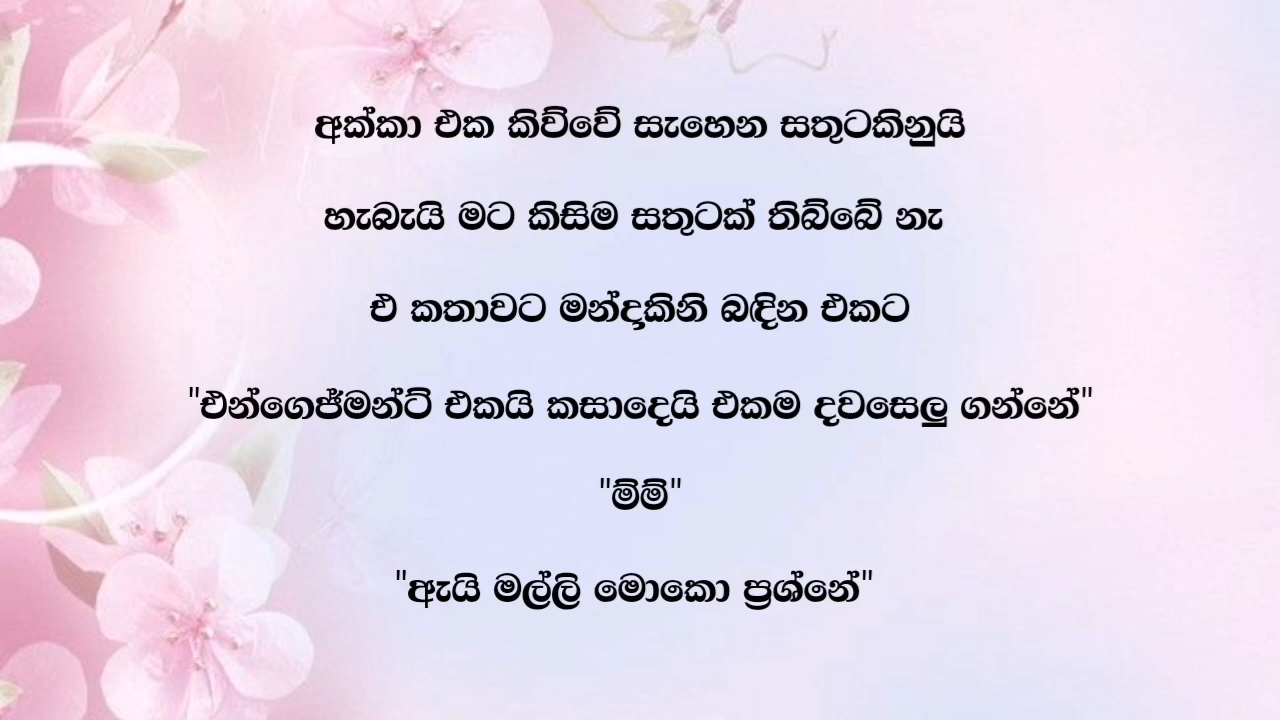 අක්කා එක කිව්වේ සැහෙන සතුටකිනුයි
හැබැයි මට කිසිම සතුටක් තිබ්බේ නැ
එ කතාවට මන්දාකිනි බඳින එකට
"එන්ගෙජ්මන්ට් එකයි කසාදෙයි එකම දවසෙලු ගන්නේ"
"ම්ම්"
"ඇයි මල්ලි මොකො ප්‍රශ්නේ"